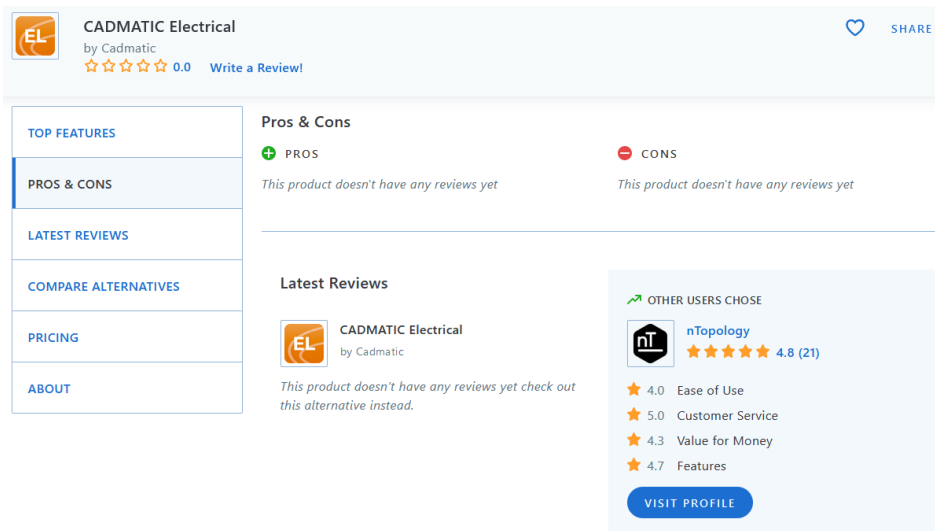 EL
CADMATIC Electrical
by Cadmatic
0.0 Write a Review!
SHARE
TOP FEATURES
PROS & CONS
LATEST REVIEWS
COMPARE ALTERNATIVES
PRICING
ABOUT
Pros & Cons
PROS
This product doesn't have any reviews yet
CONS
This product doesn't have any reviews yet
Latest Reviews
EL
CADMATIC Electrical
by Cadmatic
This product doesn't have any reviews yet check out
this alternative instead.
OTHER USERS CHOSE
nT
nTopology
4.8 (21)
4.0 Ease of Use
5.0 Customer Service
4.3 Value for Money
4.7 Features
VISIT PROFILE